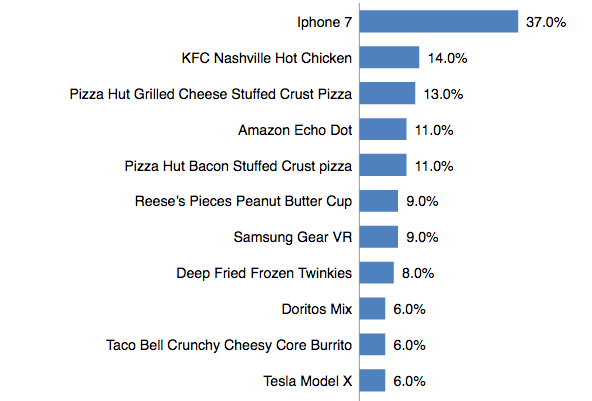 Iphone 7 37.0%
KFC Nashville Hot Chicken 14.0%
Pizza Hut Grilled Cheese Stuffed Crust Pizza 13.0%
Amazon Echo Dot 11.0%
Pizza Hut Bacon Stuffed Crust pizza 11.0%
Reese’s Pieces Peanut Butter Cup 9.0%
Samsung Gear VR 9.0%
Deep Fried Frozen Twinkies 8.0%
Doritos Mix 6.0%
Taco Bell Crunchy Cheesy Core Burrito 6.0%
Tesla Model X 6.0%